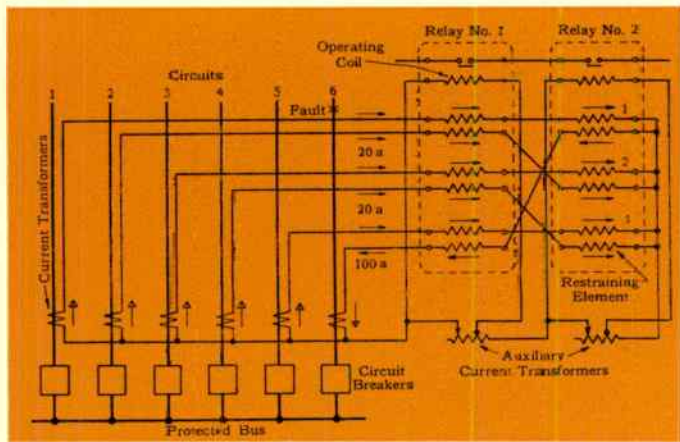 Relay No. 1
Relay No. 2
Operating
Coil
Circuits
1 2 3 4 5 6
Fault
20 a
20 a
100 a
1
2
1
Current Transformers
Restraining
Element
Auxiliary
Current Transformers
Circuit
Breakers
Protected Bus